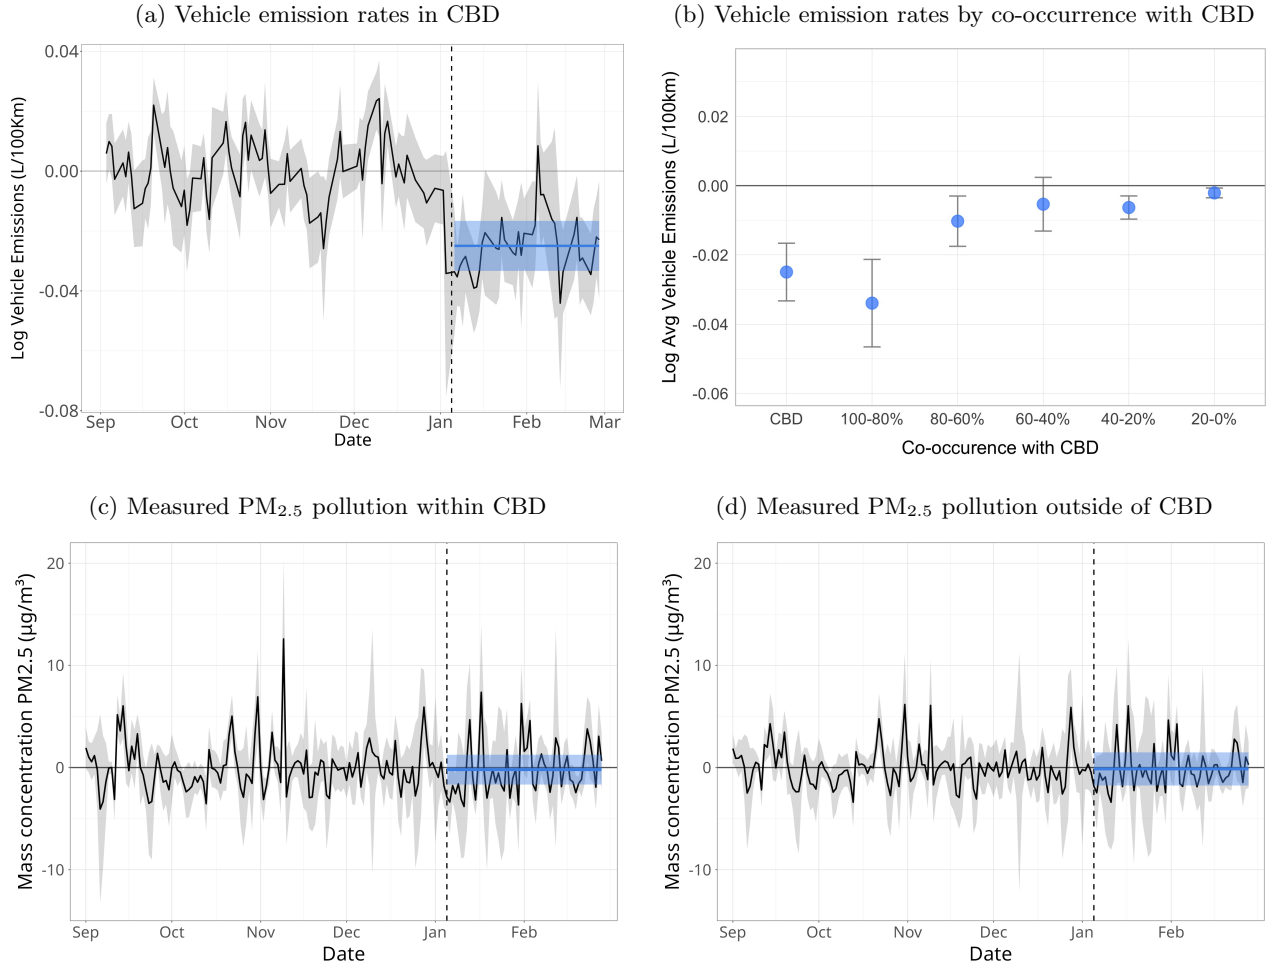 (a) Vehicle emission rates in CBD
Log Vehicle Emissions (L/100Km)
0.04
0.00
-0.04
-0.08
Sep Oct Nov Dec Jan Feb Mar
Date
(b) Vehicle emission rates by co-occurrence with CBD
Log Avg Vehicle Emissions (L/100km)
0.02
0.00
-0.02
-0.04
-0.06
CBD 100-80% 80-60% 60-40% 40-20% 20-0%
Co-occurence with CBD
(c) Measured PM2.5 pollution within CBD
Mass concentration PM2.5 (µg/m³)
20
10
0
-10
Sep Oct Nov Dec Jan Feb
Date
(d) Measured PM2.5 pollution outside of CBD
Mass concentration PM2.5 (µg/m³)
20
10
0
-10
Sep Oct Nov Dec Jan Feb
Date